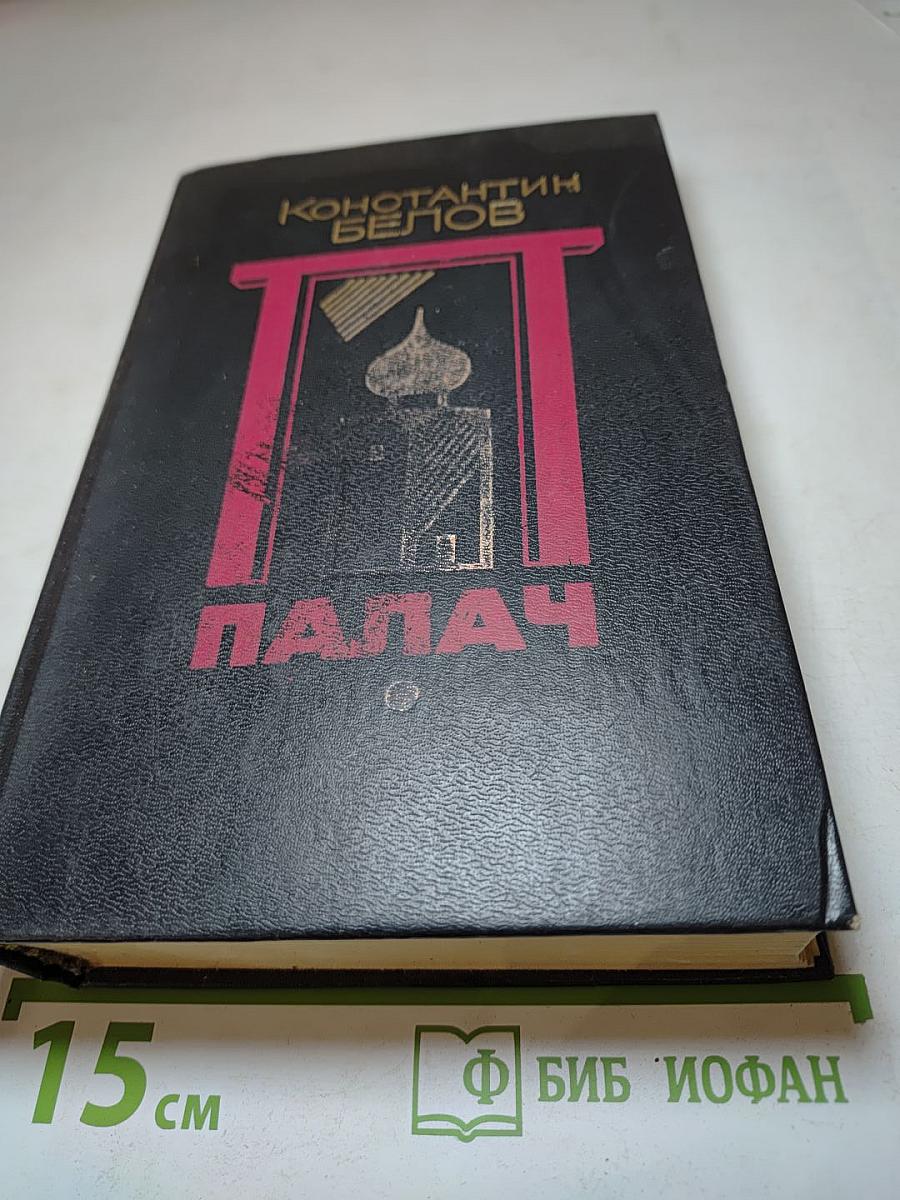 Константин
БЕЛОВ
ПАЛАЧ
15 см
Ф БИБ ИОФАН